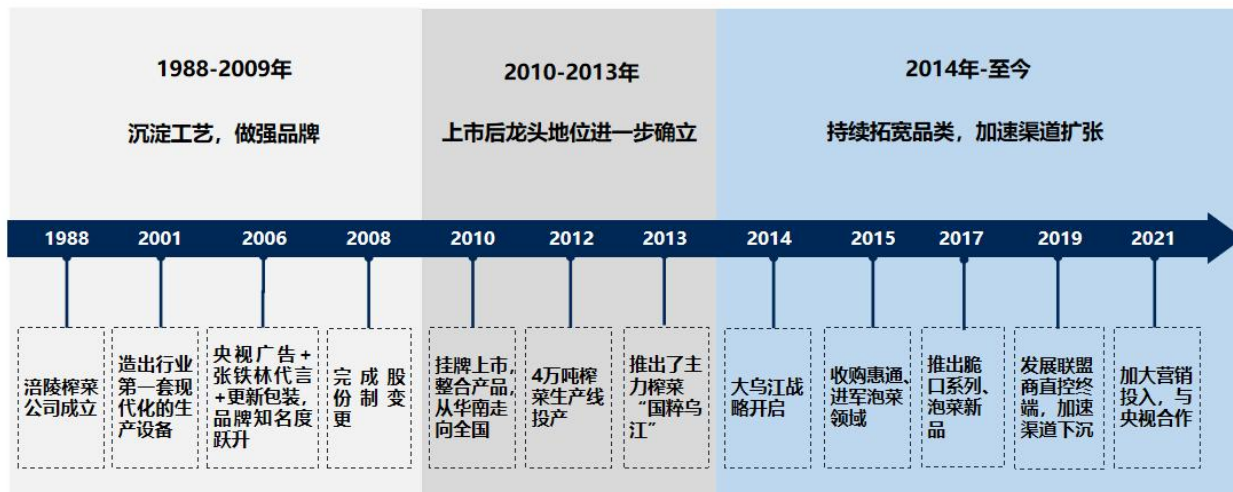 1988-2009年
沉淀工艺，做强品牌
2010-2013年
上市后龙头地位进一步确立
2014年-至今
持续拓宽品类，加速渠道扩张
1988
2001
2006
2008
2010
2012
2013
2014
2015
2017
2019
2021
涪陵榨菜
公司成立
造出行业
第一套现
代化的生
产设备
央视广告+
张铁林代言
+更新包装，
品牌知名度
跃升
完成股
份制变
更
挂牌上市，
整合产品，
从华南走
向全国
4万吨榨
菜生产线
投产
推出了主
力榨菜
“国粹乌
江”
大乌江战
略开启
收购惠通、
进军泡菜
领域
推出脆
口系列、
泡菜新
品
发展联盟
商直控终
端，加速
渠道下沉
加大营销
投入，与
央视合作